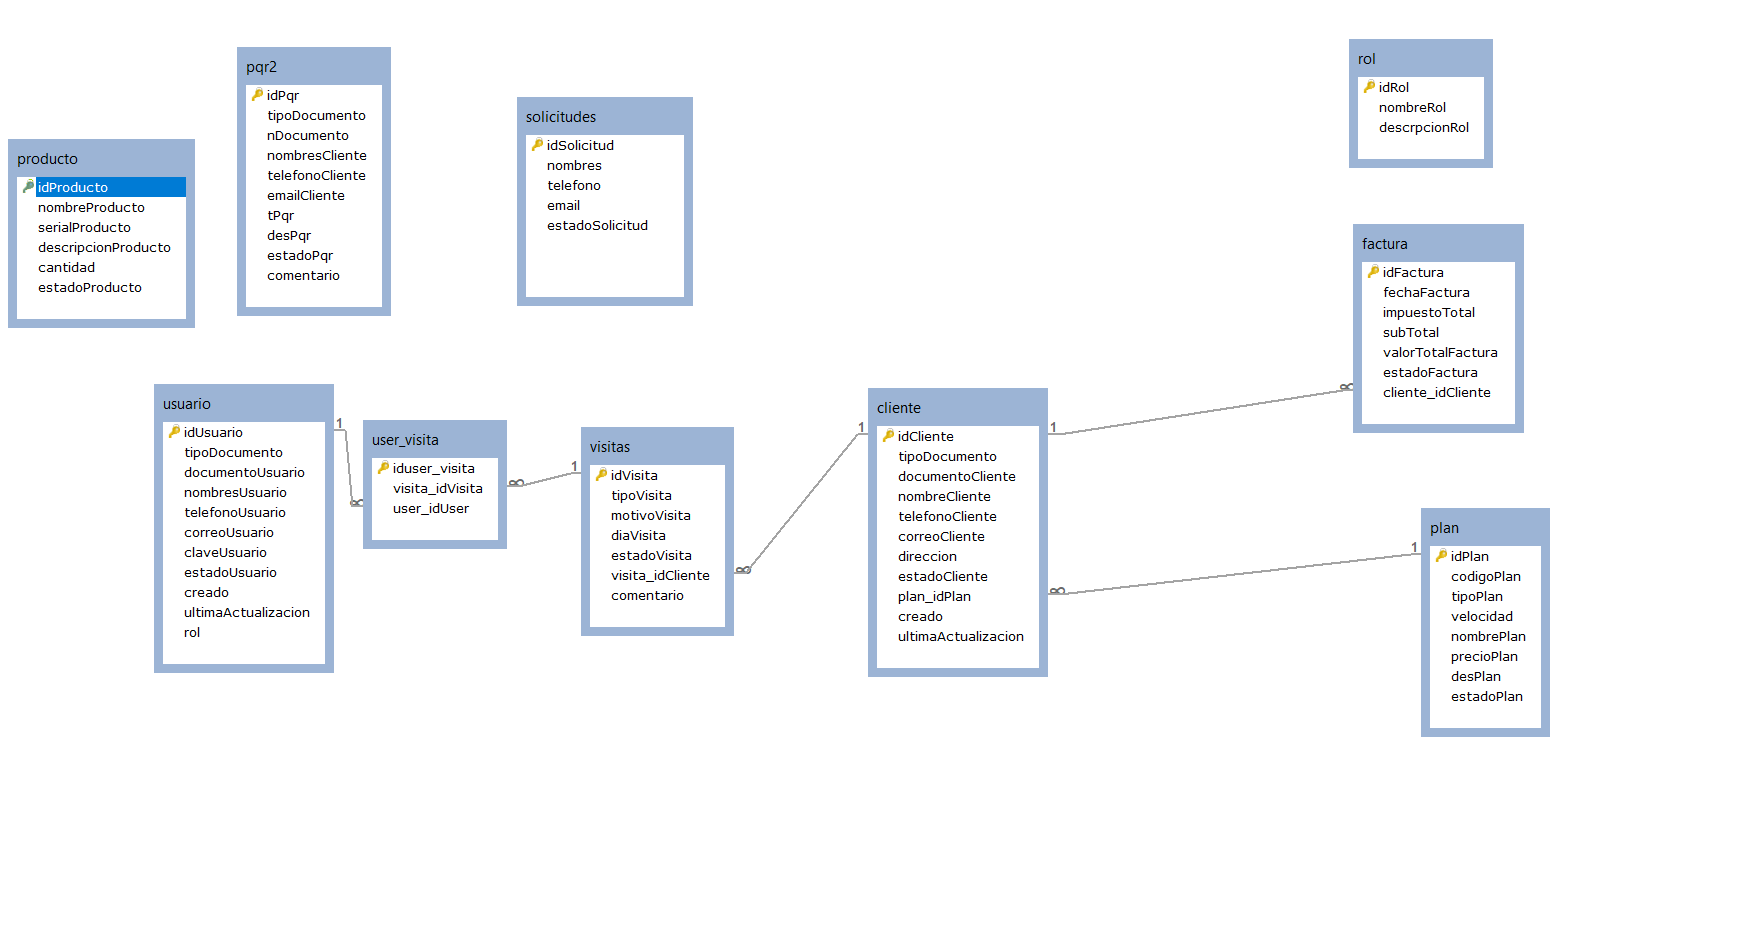 producto
idProducto
nombreProducto
serialProducto
descripcionProducto
cantidad
estadoProducto
pqr2
idPqr
tipoDocumento
nDocumento
nombresCliente
telefonoCliente
emailCliente
tPqr
desPqr
estadoPqr
comentario
solicitudes
idSolicitud
nombres
telefono
email
estadoSolicitud
rol
idRol
nombreRol
descrpcionRol
factura
idFactura
fechaFactura
impuestoTotal
subTotal
valorTotalFactura
estadoFactura
cliente_idCliente
usuario
idUsuario
tipoDocumento
documentoUsuario
nombresUsuario
telefonoUsuario
correoUsuario
claveUsuario
estadoUsuario
creado
ultimaActualizacion
rol
1
∞
user_visita
iduser_visita
visita_idVisita
user_idUser
∞
1
visitas
idVisita
tipoVisita
motivoVisita
diaVisita
estadoVisita
visita_idCliente
comentario
∞
1
cliente
idCliente
tipoDocumento
documentoCliente
nombreCliente
telefonoCliente
correoCliente
direccion
estadoCliente
plan_idPlan
creado
ultimaActualizacion
1
∞
∞
1
plan
idPlan
codigoPlan
tipoPlan
velocidad
nombrePlan
precioPlan
desPlan
estadoPlan